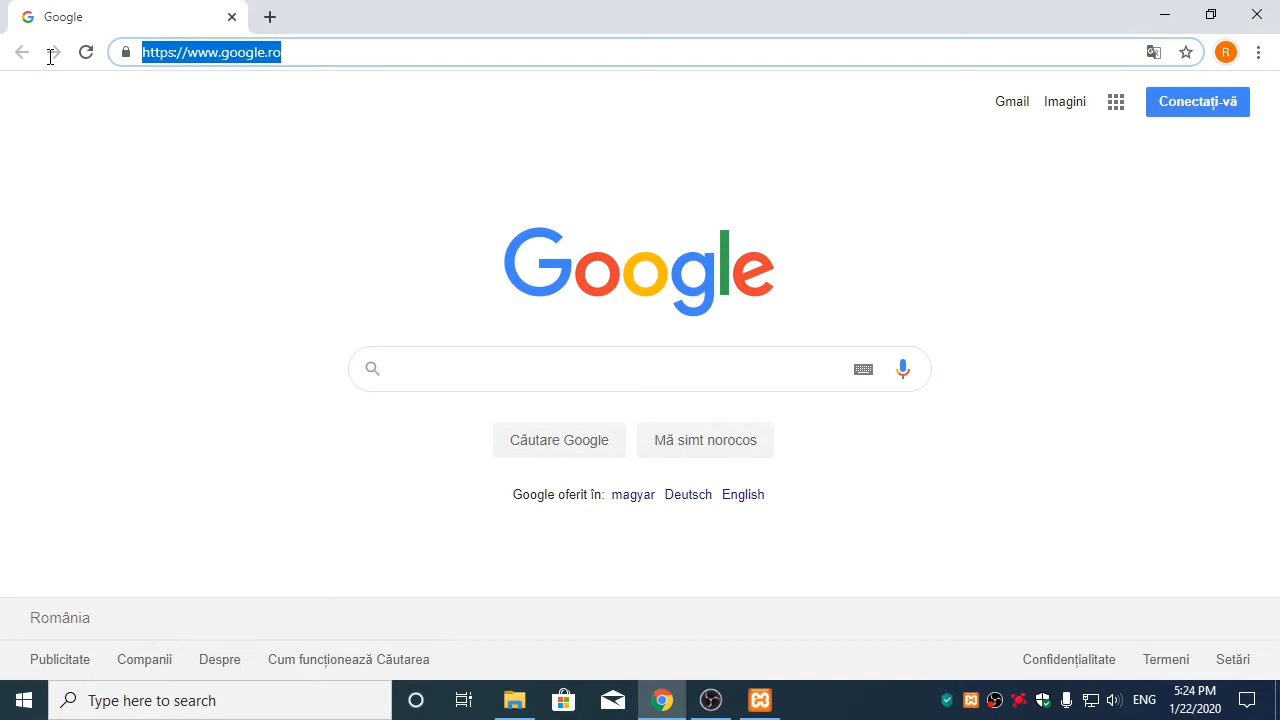 Google
https://www.google.ro
R
Gmail Imagini Conectați-vă
Google
Căutare Google Mă simt norocos
Google oferit în: magyar Deutsch English
România
Publicitate Companii Despre Cum funcționează Căutarea Confidențialitate Termeni Setări
Type here to search
ENG
5:24 PM
1/22/2020